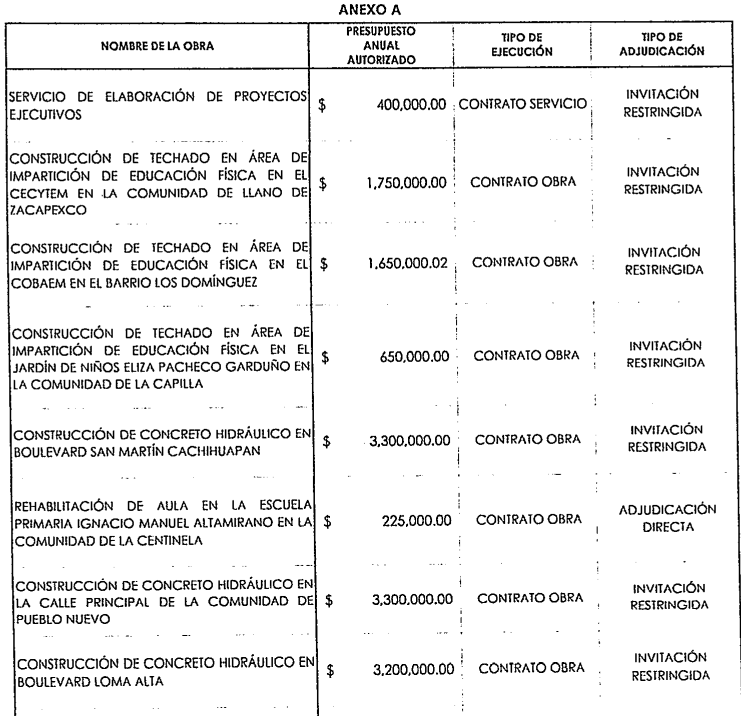 ANEXO A
NOMBRE DE LA OBRA
PRESUPUESTO
ANUAL
AUTORIZADO
TIPO DE
EJECUCIÓN
TIPO DE
ADJUDICACIÓN
SERVICIO DE ELABORACIÓN DE PROYECTOS
EJECUTIVOS
$ 400,000.00
CONTRATO SERVICIO
INVITACIÓN
RESTRINGIDA
CONSTRUCCIÓN DE TECHADO EN ÁREA DE
IMPARTICIÓN DE EDUCACIÓN FÍSICA EN EL
CECYTEM EN LA COMUNIDAD DE LLANO DE
ZACAPEXCO
$ 1,750,000.00
CONTRATO OBRA
INVITACIÓN
RESTRINGIDA
CONSTRUCCIÓN DE TECHADO EN ÁREA DE
IMPARTICIÓN DE EDUCACIÓN FÍSICA EN EL
COBAEM EN EL BARRIO LOS DOMÍNGUEZ
$ 1,650,000.02
CONTRATO OBRA
INVITACIÓN
RESTRINGIDA
CONSTRUCCIÓN DE TECHADO EN ÁREA DE
IMPARTICIÓN DE EDUCACIÓN FÍSICA EN EL
JARDÍN DE NIÑOS ELIZA PACHECO GARDUÑO EN
LA COMUNIDAD DE LA CAPILLA
$ 650,000.00
CONTRATO OBRA
INVITACIÓN
RESTRINGIDA
CONSTRUCCIÓN DE CONCRETO HIDRÁULICO EN
BOULEVARD SAN MARTÍN CACHIHUAPAN
$ 3,300,000.00
CONTRATO OBRA
INVITACIÓN
RESTRINGIDA
REHABILITACIÓN DE AULA EN LA ESCUELA
PRIMARIA IGNACIO MANUEL ALTAMIRANO EN LA
COMUNIDAD DE LA CENTINELA
$ 225,000.00
CONTRATO OBRA
ADJUDICACIÓN
DIRECTA
CONSTRUCCIÓN DE CONCRETO HIDRÁULICO EN
LA CALLE PRINCIPAL DE LA COMUNIDAD DE
PUEBLO NUEVO
$ 3,300,000.00
CONTRATO OBRA
INVITACIÓN
RESTRINGIDA
CONSTRUCCIÓN DE CONCRETO HIDRÁULICO EN
BOULEVARD LOMA ALTA
$ 3,200,000.00
CONTRATO OBRA
INVITACIÓN
RESTRINGIDA